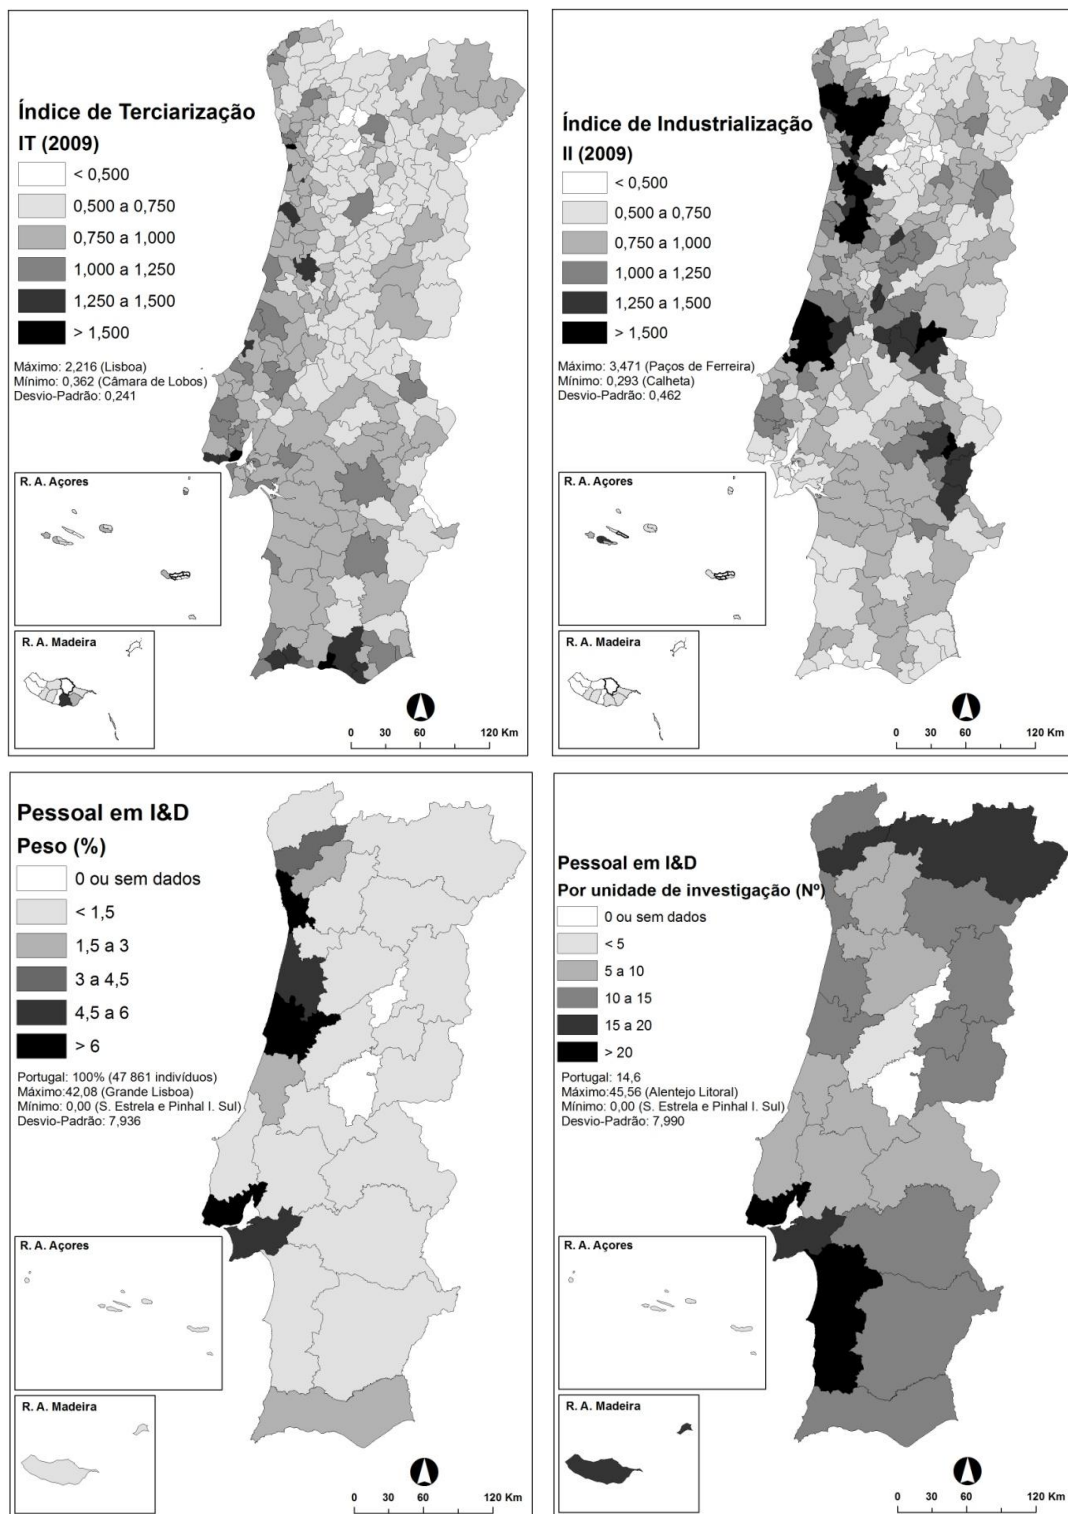 Índice de Terciarização
IT (2009)
< 0,500
0,500 a 0,750
0,750 a 1,000
1,000 a 1,250
1,250 a 1,500
> 1,500
Máximo: 2,216 (Lisboa)
Mínimo: 0,362 (Câmara de Lobos)
Desvio-Padrão: 0,241
R. A. Açores
R. A. Madeira
0 30 60 120 Km
Índice de Industrialização
II (2009)
< 0,500
0,500 a 0,750
0,750 a 1,000
1,000 a 1,250
1,250 a 1,500
> 1,500
Máximo: 3,471 (Paços de Ferreira)
Mínimo: 0,293 (Calheta)
Desvio-Padrão: 0,462
R. A. Açores
R. A. Madeira
0 30 60 120 Km
Pessoal em I&D
Peso (%)
0 ou sem dados
< 1,5
1,5 a 3
3 a 4,5
4,5 a 6
> 6
Portugal: 100% (47 861 indivíduos)
Máximo:42,08 (Grande Lisboa)
Mínimo: 0,00 (S. Estrela e Pinhal I. Sul)
Desvio-Padrão: 7,936
R. A. Açores
R. A. Madeira
0 30 60 120 Km
Pessoal em I&D
Por unidade de investigação (Nº)
0 ou sem dados
< 5
5 a 10
10 a 15
15 a 20
> 20
Portugal: 14,6
Máximo:45,56 (Alentejo Litoral)
Mínimo: 0,00 (S. Estrela e Pinhal I. Sul)
Desvio-Padrão: 7,990
R. A. Açores
R. A. Madeira
0 30 60 120 Km